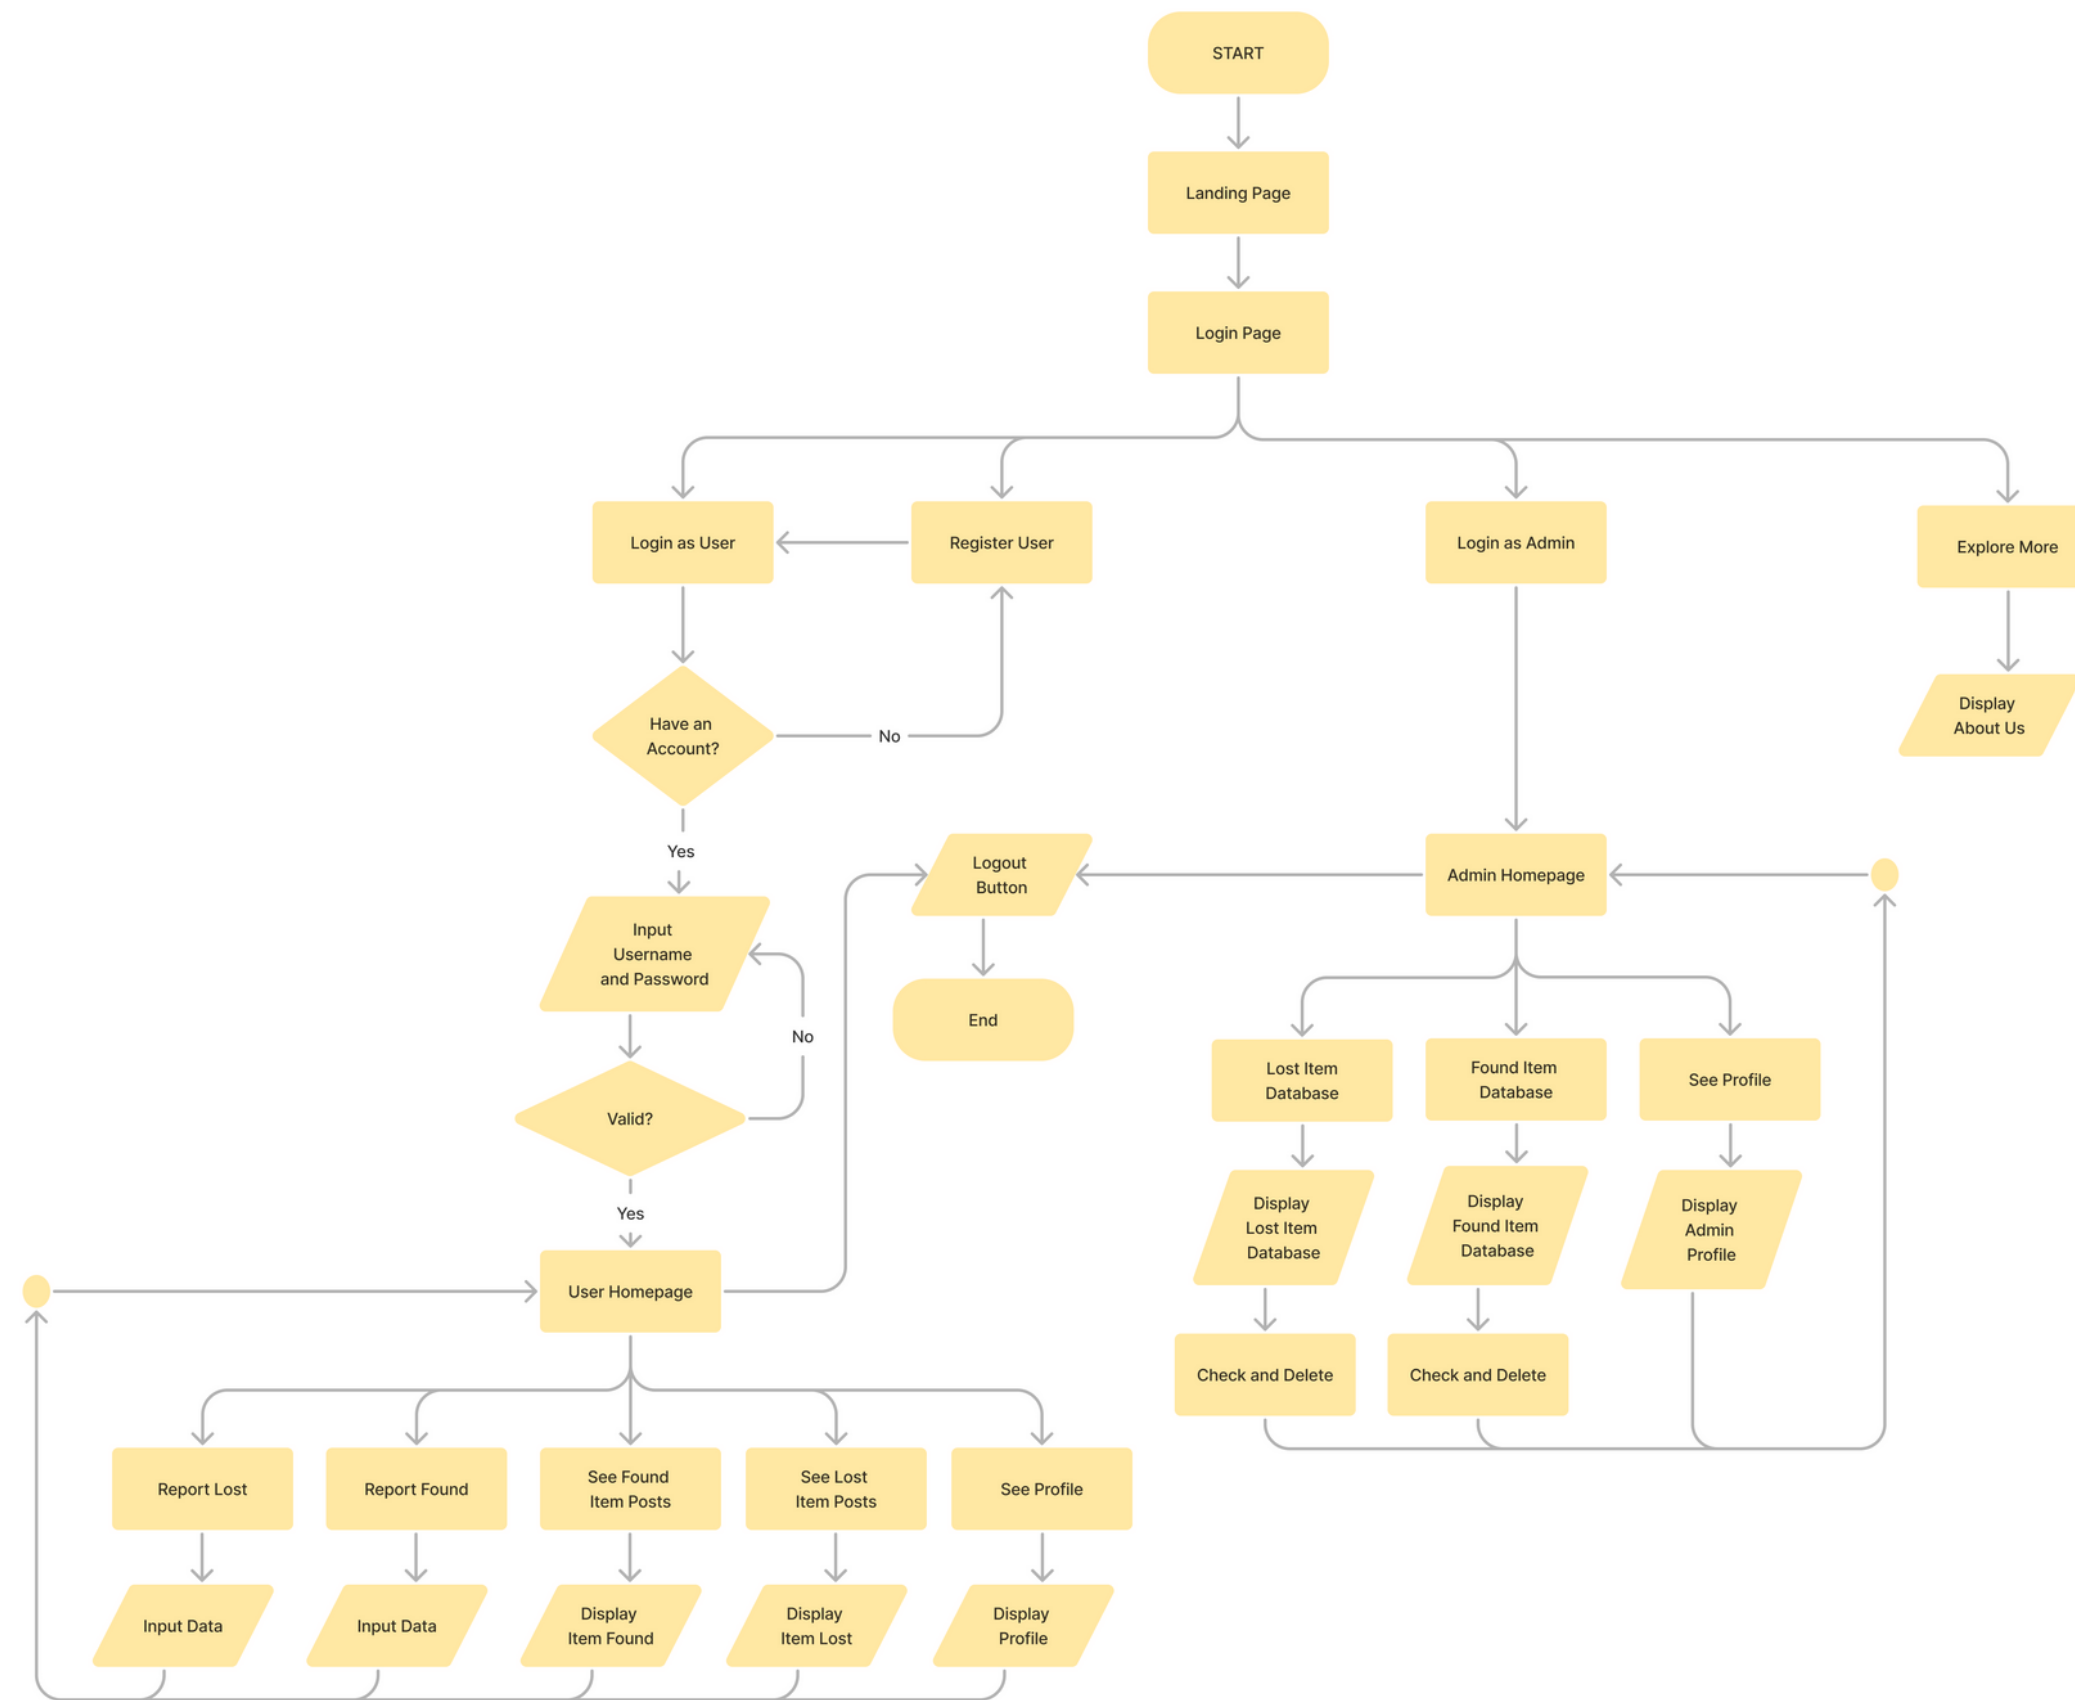 START
Landing Page
Login Page
Login as User
Register User
Login as Admin
Explore More
Have an
Account?
No
Display
About Us
Yes
Logout
Button
Admin Homepage
Input
Username
and Password
End
No
Lost Item
Database
Found Item
Database
See Profile
Valid?
Yes
Display
Lost Item
Database
Display
Found Item
Database
Display
Admin
Profile
User Homepage
Check and Delete
Check and Delete
Report Lost
Report Found
See Found
Item Posts
See Lost
Item Posts
See Profile
Input Data
Input Data
Display
Item Found
Display
Item Lost
Display
Profile